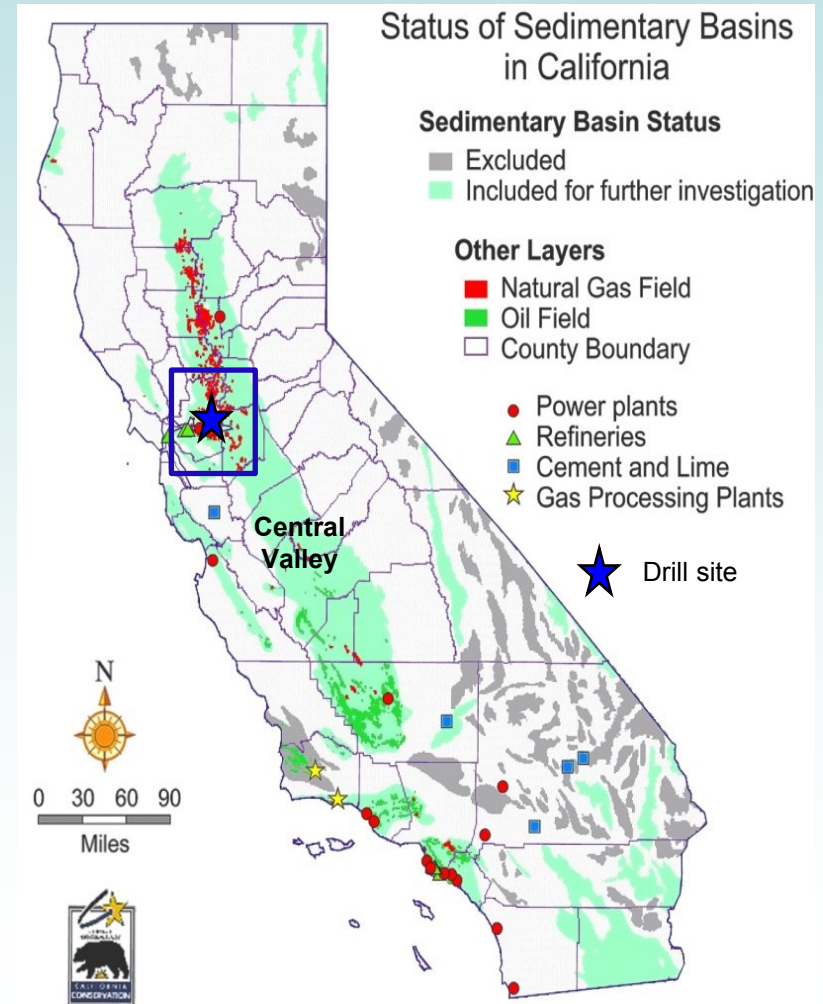 Status of Sedimentary Basins
in California
Sedimentary Basin Status
Excluded
Included for further investigation
Other Layers
Natural Gas Field
Oil Field
County Boundary
Power plants
Refineries
Cement and Lime
Gas Processing Plants
Drill site
Central
Valley
N
0 30 60 90
Miles
CALIFORNIA
CONSERVATION